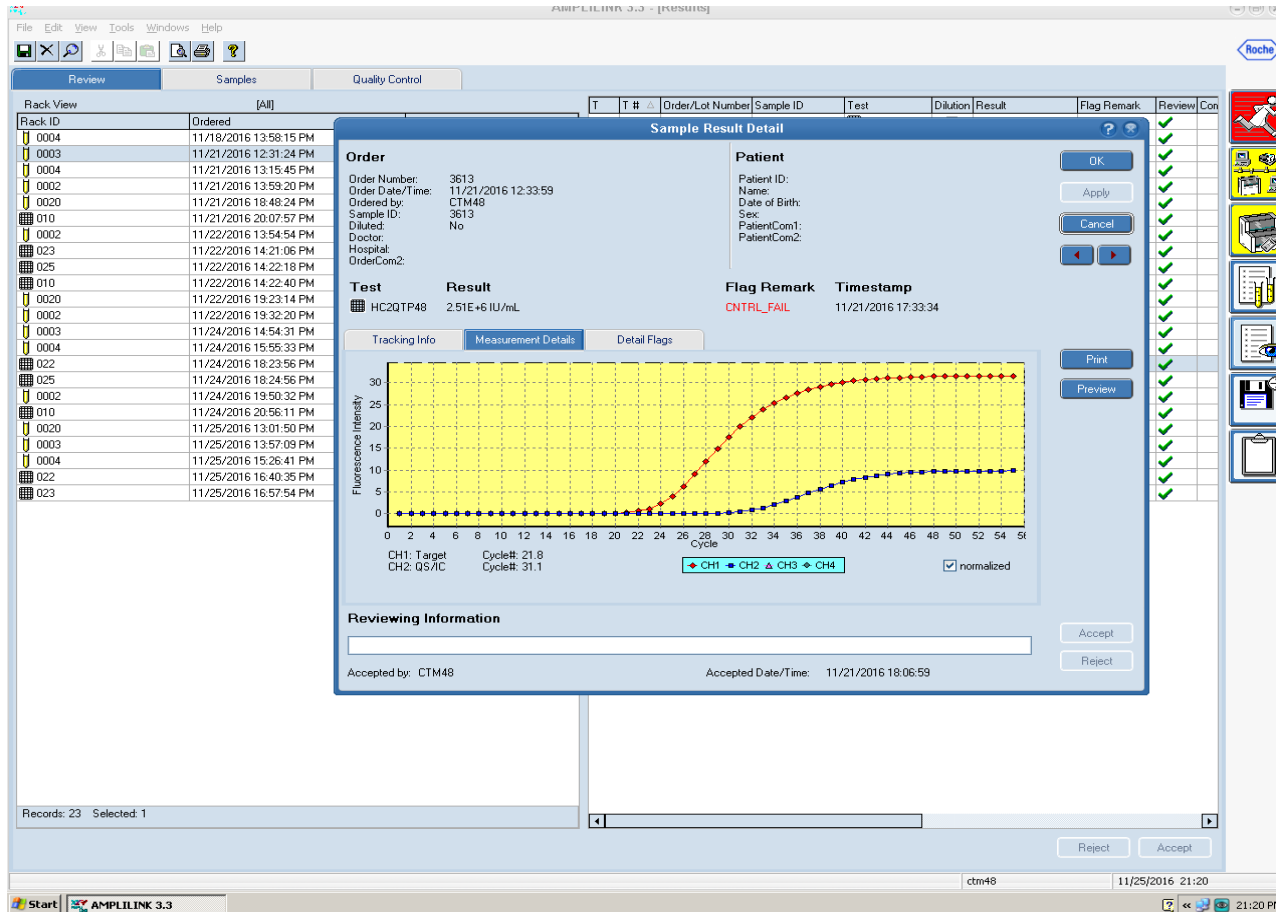 AMPLILINK 3.3 - [Results]
File Edit View Tools Windows Help
Roche
Review Samples Quality Control
Rack View [All]
Rack ID Ordered
0004 11/18/2016 13:58:15 PM
0003 11/21/2016 12:31:24 PM
0004 11/21/2016 13:15:45 PM
0002 11/21/2016 13:59:20 PM
0020 11/21/2016 18:48:24 PM
010 11/21/2016 20:07:57 PM
0002 11/22/2016 13:54:54 PM
023 11/22/2016 14:21:06 PM
025 11/22/2016 14:22:18 PM
010 11/22/2016 14:22:40 PM
0020 11/22/2016 19:23:14 PM
0002 11/22/2016 19:32:20 PM
0003 11/24/2016 14:54:31 PM
0004 11/24/2016 15:55:33 PM
022 11/24/2016 18:23:56 PM
025 11/24/2016 18:24:56 PM
0002 11/24/2016 19:50:32 PM
010 11/24/2016 20:56:11 PM
0020 11/25/2016 13:01:50 PM
0003 11/25/2016 13:57:09 PM
0004 11/25/2016 15:26:41 PM
022 11/25/2016 16:40:35 PM
023 11/25/2016 16:57:54 PM
Records: 23 Selected: 1
T T # Order/Lot Number Sample ID Test Dilution Result Flag Remark Review Con
Sample Result Detail
Order
Order Number: 3613
Order Date/Time: 11/21/2016 12:33:59
Ordered by: CTM48
Sample ID: 3613
Diluted: No
Doctor:
Hospital:
OrderCom2:
Patient
Patient ID:
Name:
Date of Birth:
Sex:
PatientCom1:
PatientCom2:
OK
Apply
Cancel
Test Result Flag Remark Timestamp
HC2QTP48 2.51E+6 IU/mL CNTRL_FAIL 11/21/2016 17:33:34
Tracking Info Measurement Details Detail Flags
Print
Preview
Fluorescence Intensity
30
25
20
15
10
5
0
0 2 4 6 8 10 12 14 16 18 20 22 24 26 28 30 32 34 36 38 40 42 44 46 48 50 52 54
Cycle
CH1: Target Cycle#: 21.8
CH2: QS/IC Cycle#: 31.1
CH1 CH2 CH3 CH4
normalized
Reviewing Information
Accept
Reject
Accepted by: CTM48 Accepted Date/Time: 11/21/2016 18:06:59
Reject Accept
ctm48 11/25/2016 21:20
Start AMPLILINK 3.3 21:20 PM